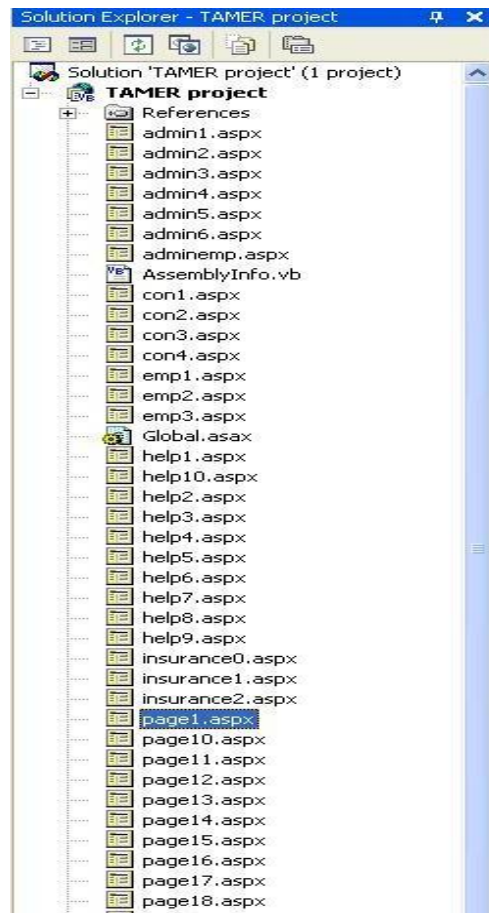 Solution Explorer - TAMER project
Solution 'TAMER project' (1 project)
TAMER project
References
admin1.aspx
admin2.aspx
admin3.aspx
admin4.aspx
admin5.aspx
admin6.aspx
adminemp.aspx
AssemblyInfo.vb
con1.aspx
con2.aspx
con3.aspx
con4.aspx
emp1.aspx
emp2.aspx
emp3.aspx
Global.asax
help1.aspx
help10.aspx
help2.aspx
help3.aspx
help4.aspx
help5.aspx
help6.aspx
help7.aspx
help8.aspx
help9.aspx
insurance0.aspx
insurance1.aspx
insurance2.aspx
page1.aspx
page10.aspx
page11.aspx
page12.aspx
page13.aspx
page14.aspx
page15.aspx
page16.aspx
page17.aspx
page18.aspx